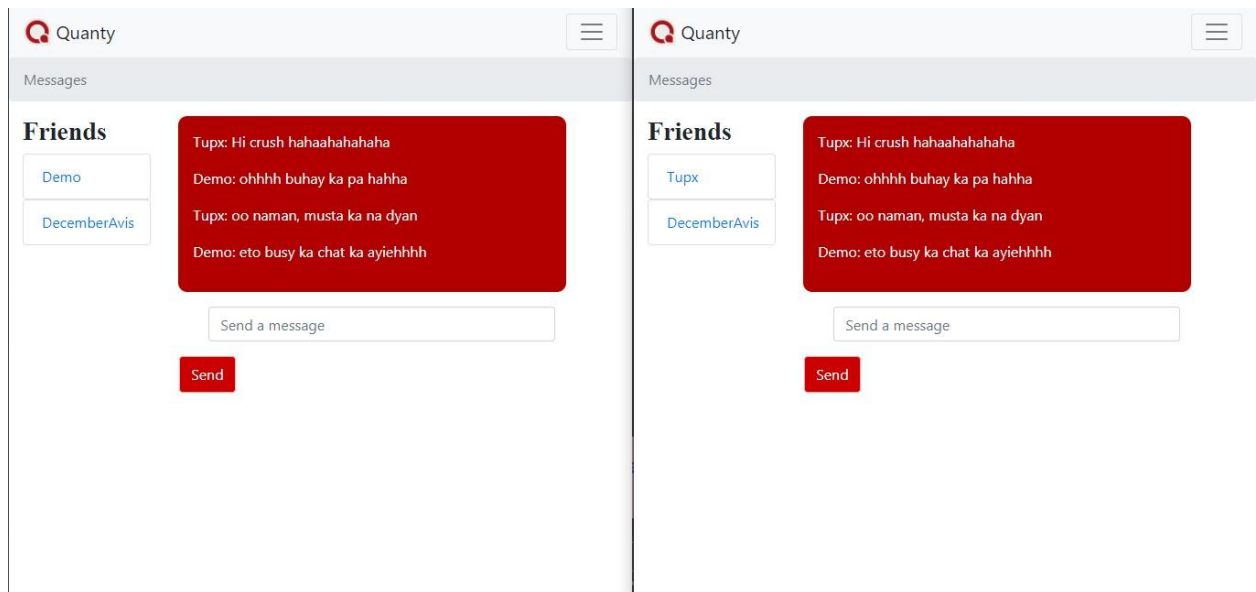 Quanty
Messages
Friends
Demo
DecemberAvis
Tupx: Hi crush hahaahahahaha
Demo: ohhhh buhay ka pa hahha
Tupx: oo naman, musta ka na dyan
Demo: eto busy ka chat ka ayiehhhh
Send a message
Send
Quanty
Messages
Friends
Tupx
DecemberAvis
Tupx: Hi crush hahaahahahaha
Demo: ohhhh buhay ka pa hahha
Tupx: oo naman, musta ka na dyan
Demo: eto busy ka chat ka ayiehhhh
Send a message
Send